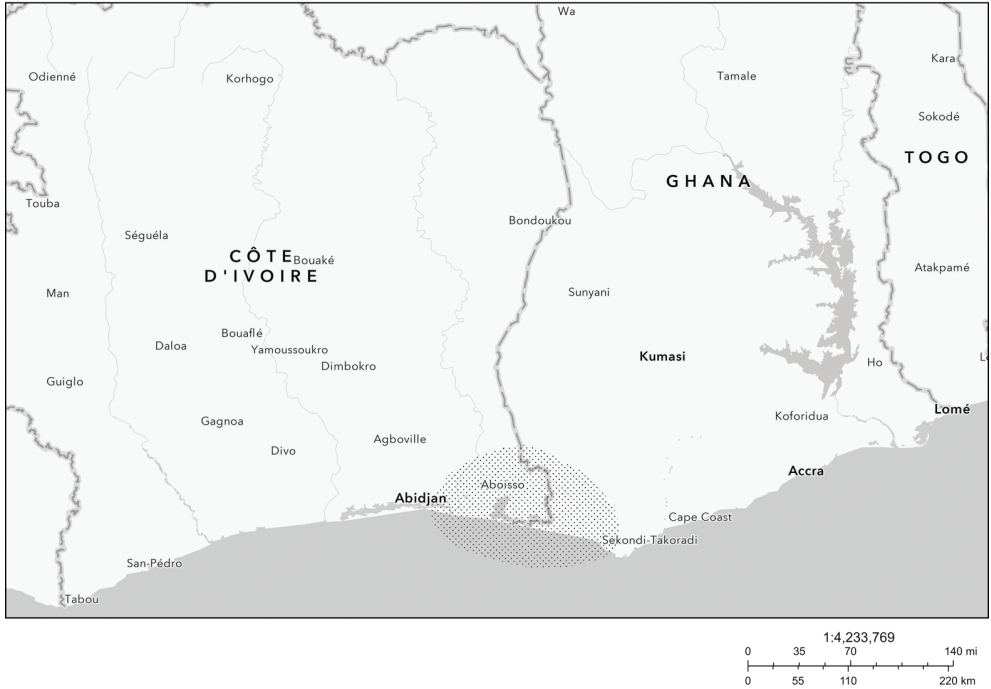 Wa
Odienné
Korhogo
Tamale
Kara
Sokodé
TOGO
GHANA
Touba
Bondoukou
Séguéla
CÔTE
D'IVOIRE
Bouaké
Atakpamé
Man
Sunyani
Bouaflé
Daloa
Yamoussoukro
Dimbokro
Kumasi
Ho
Guiglo
Lomé
Koforidua
Gagnoa
Agboville
Divo
Accra
Aboisso
Abidjan
Cape Coast
Sekondi-Takoradi
San-Pédro
Tabou
1:4,233,769
0 35 70 140 mi
0 55 110 220 km